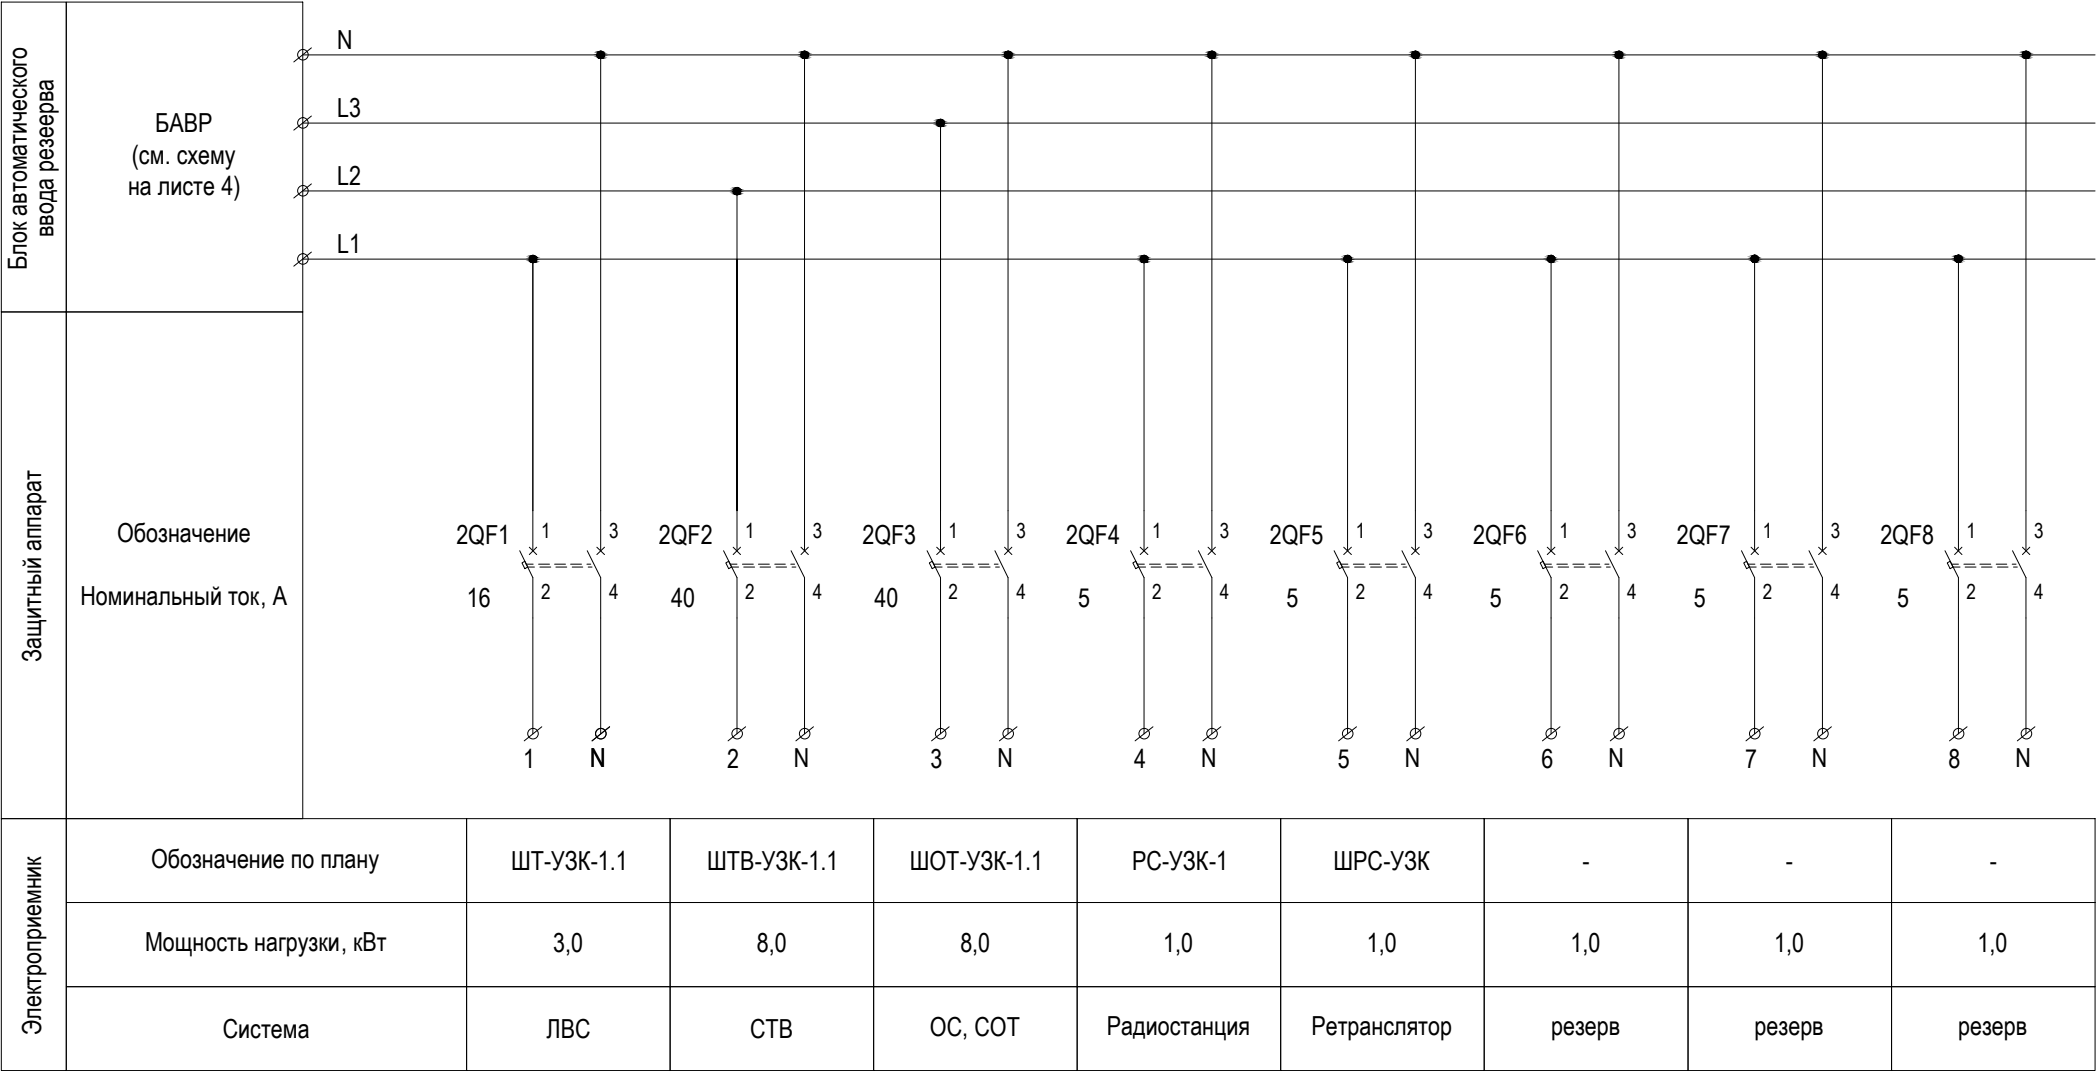 Блок автоматического
ввода резеерва
БАВР
(см. схему
на листе 4)
N
L3
L2
L1
Защитный аппарат
Обозначение
Номинальный ток, А
2QF1 1 3
16 2 4
1 N
2QF2 1 3
40 2 4
2 N
2QF3 1 3
40 2 4
3 N
2QF4 1 3
5 2 4
4 N
2QF5 1 3
5 2 4
5 N
2QF6 1 3
5 2 4
6 N
2QF7 1 3
5 2 4
7 N
2QF8 1 3
5 2 4
8 N
Электроприемник
Обозначение по плану ШТ-УЗК-1.1 ШТВ-УЗК-1.1 ШОТ-УЗК-1.1 РС-УЗК-1 ШРС-УЗК - - -
Мощность нагрузки, кВт 3,0 8,0 8,0 1,0 1,0 1,0 1,0 1,0
Система ЛВС СТВ ОС, СОТ Радиостанция Ретранслятор резерв резерв резерв